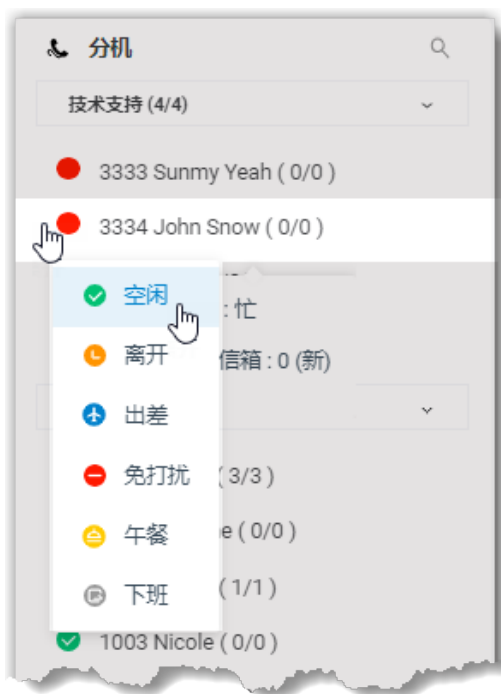 分机
技术支持 (4/4)
3333 Sunmy Yeah ( 0/0 )
3334 John Snow ( 0/0 )
空闲
: 忙
离开
信箱 : 0 (新)
出差
免打扰
( 3/3 )
午餐
e ( 0/0 )
下班
( 1/1 )
1003 Nicole ( 0/0 )